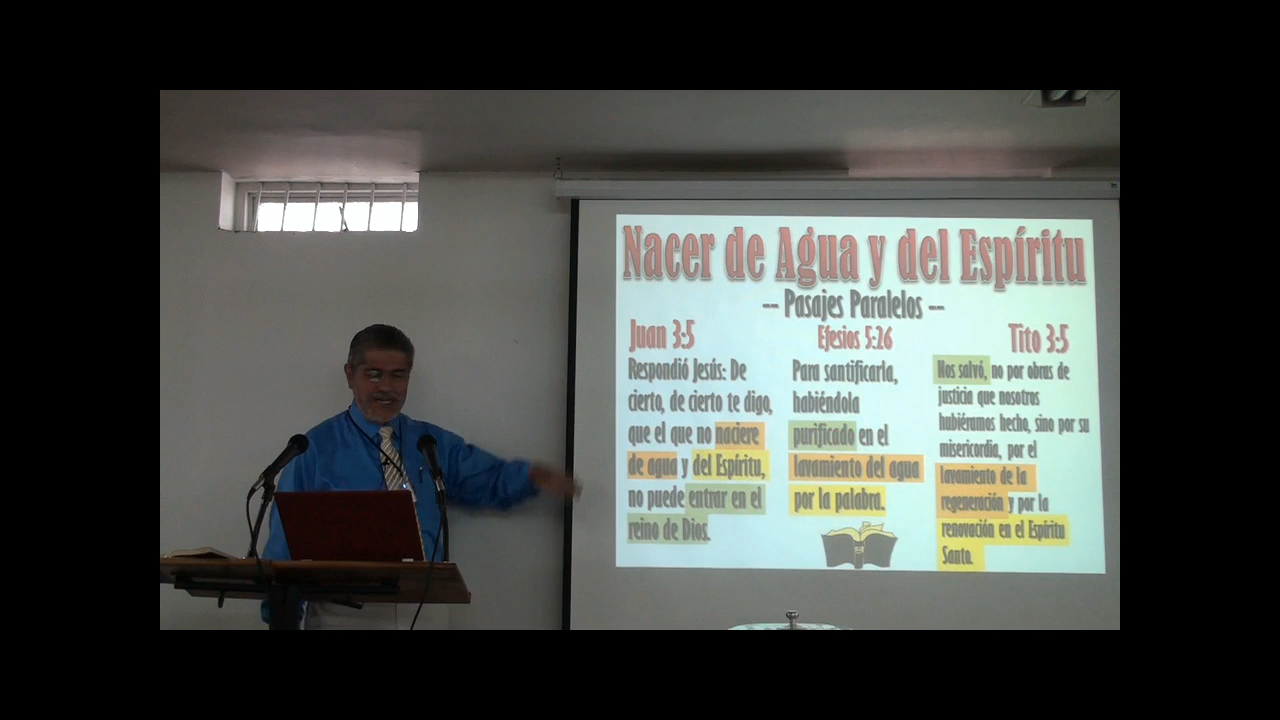 Nacer de Agua y del Espíritu
-- Pasajes Paralelos --
Juan 3:5
Respondió Jesús: De
cierto, de cierto te digo,
que el que no naciere
de agua y del Espíritu,
no puede entrar en el
reino de Dios.
Efesios 5:26
Para santificarla,
habiéndola
purificado en el
lavamiento del agua
por la palabra.
Tito 3:5
Nos salvó, no por obras de
justicia que nosotros
hubiéramos hecho, sino por su
misericordia, por el
lavamiento de la
regeneración y por la
renovación en el Espíritu
Santo.